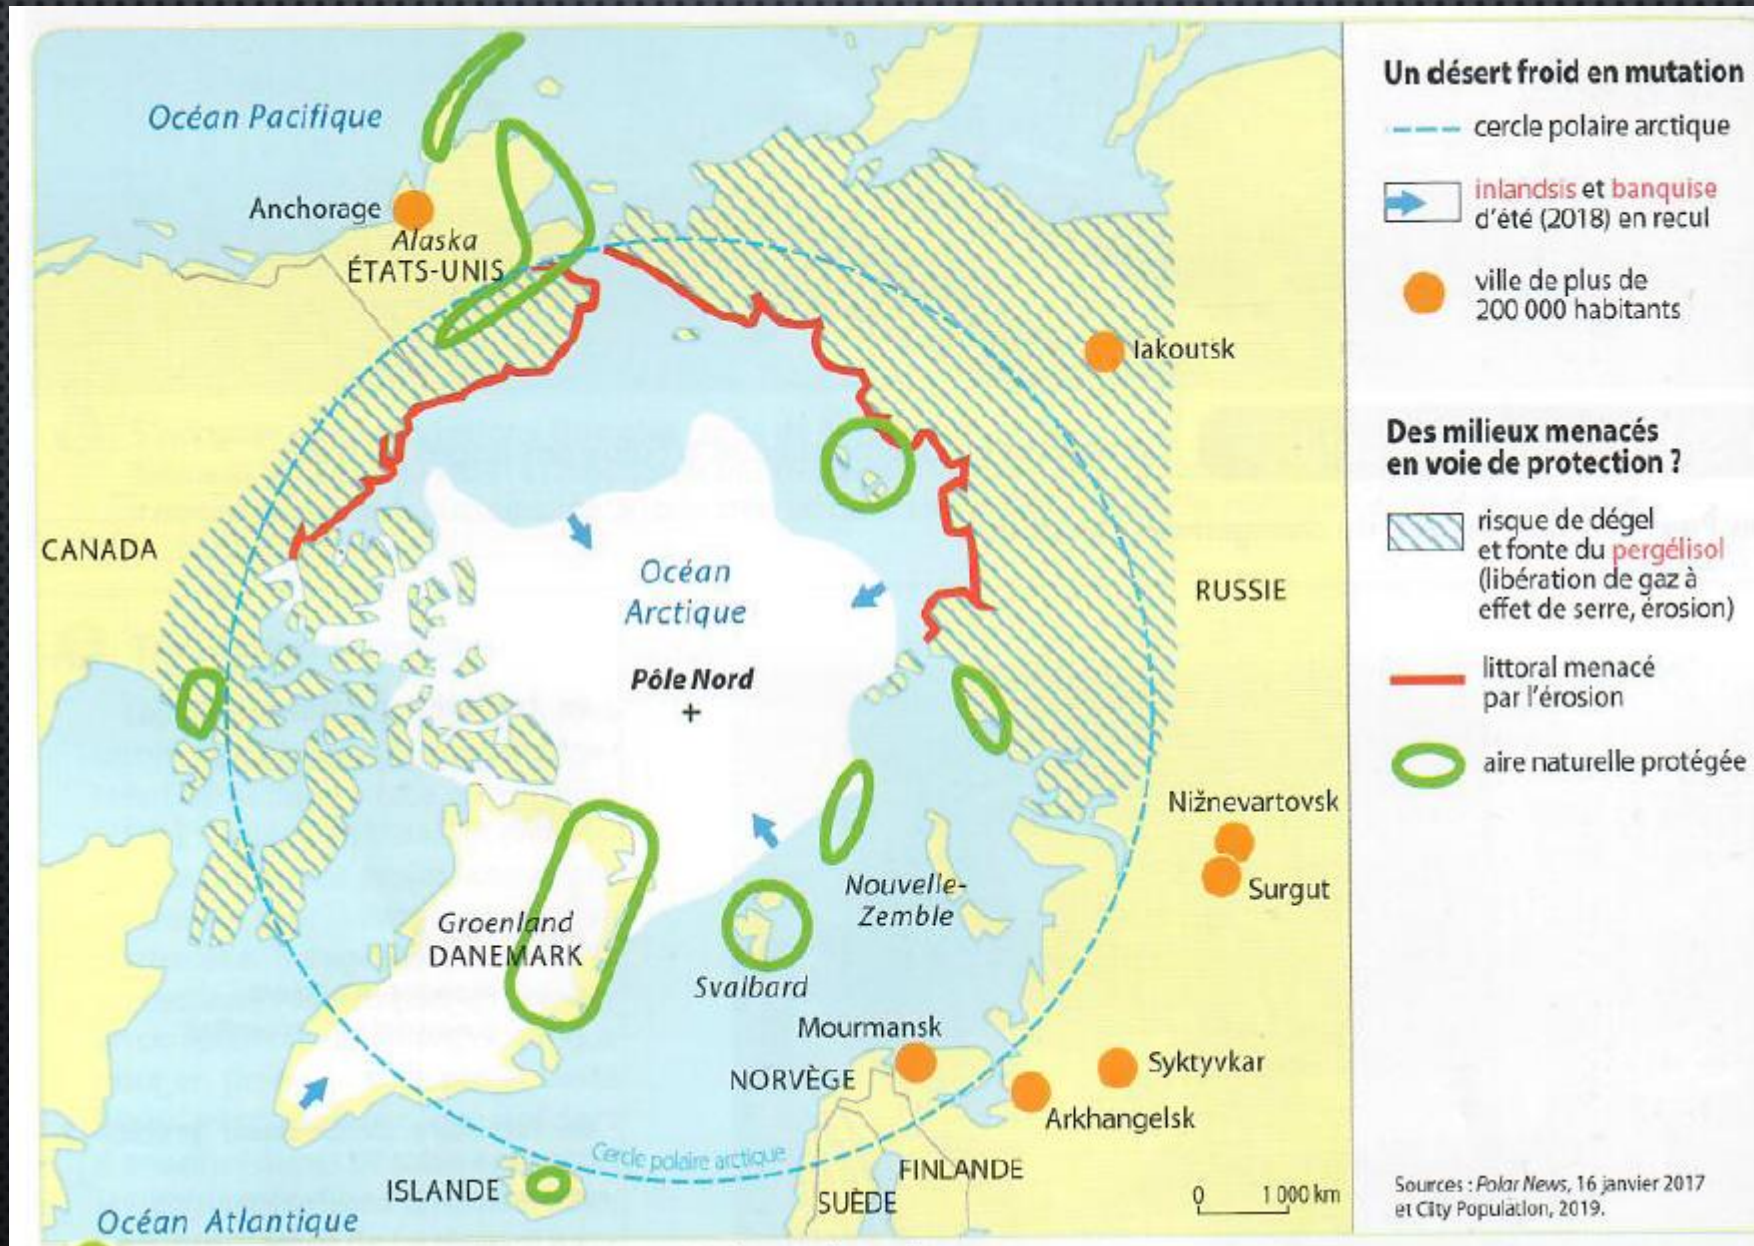 Océan Pacifique
Anchorage
Alaska
ÉTATS-UNIS
Iakoutsk
CANADA
Océan
Arctique
RUSSIE
Pôle Nord
+
Nižnevartovsk
Surgut
Nouvelle-
Zemble
Groenland
DANEMARK
Svalbard
Mourmansk
NORVÈGE
Syktyvkar
Arkhangelsk
Cercle polaire arctique
FINLANDE
ISLANDE
SUÈDE
0 1 000 km
Océan Atlantique
Un désert froid en mutation
cercle polaire arctique
inlandsis et banquise
d'été (2018) en recul
ville de plus de
200 000 habitants
Des milieux menacés
en voie de protection ?
risque de dégel
et fonte du pergélisol
(libération de gaz à
effet de serre, érosion)
littoral menacé
par l'érosion
aire naturelle protégée
Sources : Polar News, 16 janvier 2017
et City Population, 2019.